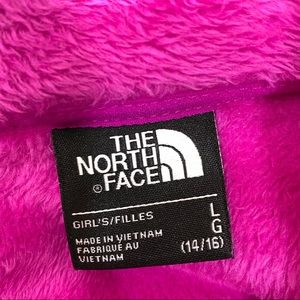 THE
NORTH
FACE
®
GIRL'S/FILLES
MADE IN VIETNAM
FABRIQUÉ AU
VIETNAM
L
G
(14/16)